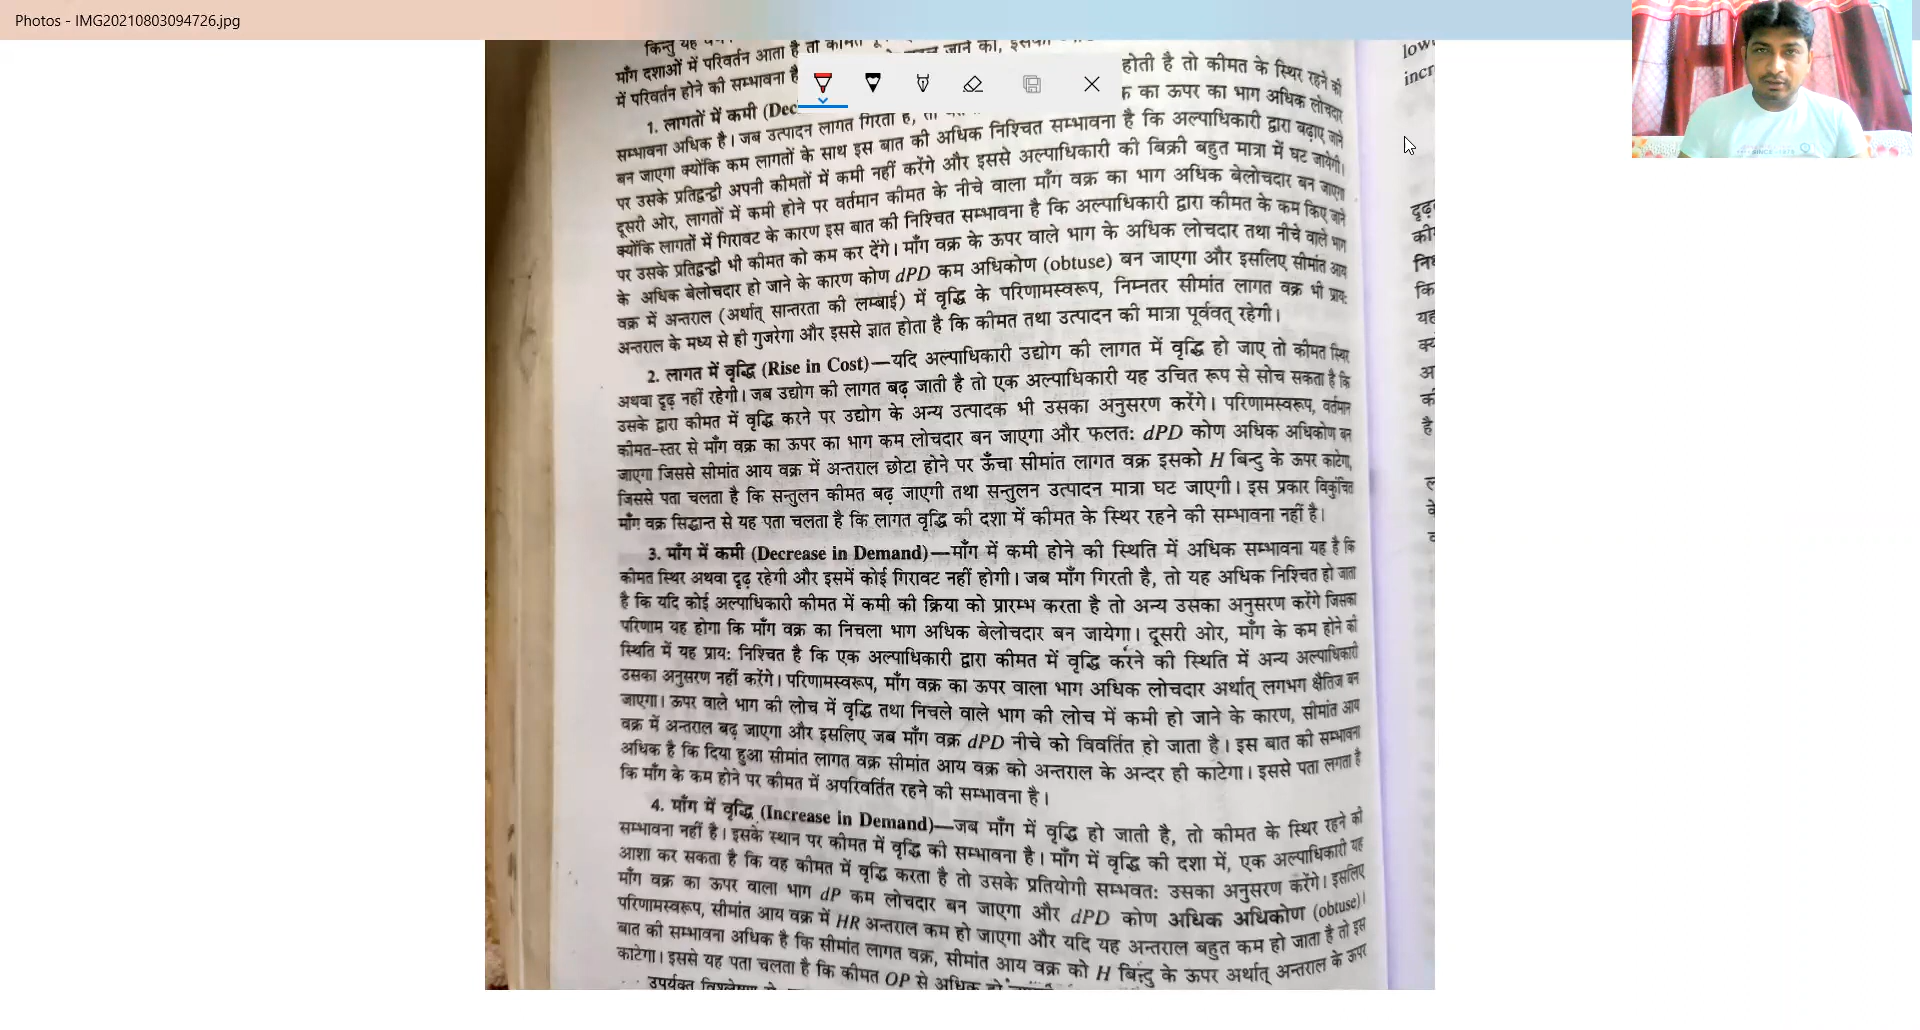 Photos - IMG20210803094726.jpg
किन्तु यह
माँग दशाओं में परिवर्तन आता है तो कीमत
में परिवर्तन होने की सम्भावना है
होती है तो कीमत के स्थिर रहने की
1. लागतों में कमी (Dec
का ऊपर का भाग अधिक लोचदार
सम्भावना अधिक है। जब उत्पादन लागत गिरता है,
बन जाएगा क्योंकि कम लागतों के साथ इस बात की अधिक निश्चित सम्भावना है कि अल्पाधिकारी द्वारा बढ़ाए जाने
पर उसके प्रतिद्वन्द्वी अपनी कीमतों में कमी नहीं करेंगे और इससे अल्पाधिकारी की बिक्री बहुत मात्रा में घट जायेगी।
दूसरी ओर, लागतों में कमी होने पर वर्तमान कीमत के नीचे वाला माँग वक्र का भाग अधिक बेलोचदार बन जाएगा
क्योंकि लागतों में गिरावट के कारण इस बात की निश्चित सम्भावना है कि अल्पाधिकारी द्वारा कीमत के कम किए जाने
पर उसके प्रतिद्वन्द्वी भी कीमत को कम कर देंगे। माँग वक्र के ऊपर वाले भाग के अधिक लोचदार तथा नीचे वाले भाग
के अधिक बेलोचदार हो जाने के कारण कोण dPD कम अधिकोण (obtuse) बन जाएगा और इसलिए सीमांत आय
वक्र में अन्तराल (अर्थात् सान्तरता की लम्बाई) में वृद्धि के परिणामस्वरूप, निम्नतर सीमांत लागत वक्र भी प्राय:
अन्तराल के मध्य से ही गुजरेगा और इससे ज्ञात होता है कि कीमत तथा उत्पादन की मात्रा पूर्ववत् रहेगी।
2. लागत में वृद्धि (Rise in Cost)—यदि अल्पाधिकारी उद्योग की लागत में वृद्धि हो जाए तो कीमत स्थिर
अथवा दृढ़ नहीं रहेगी। जब उद्योग की लागत बढ़ जाती है तो एक अल्पाधिकारी यह उचित रूप से सोच सकता है कि
उसके द्वारा कीमत में वृद्धि करने पर उद्योग के अन्य उत्पादक भी उसका अनुसरण करेंगे। परिणामस्वरूप, वर्तमान
कीमत-स्तर से माँग वक्र का ऊपर का भाग कम लोचदार बन जाएगा और फलत: dPD कोण अधिक अधिकोण बन
जाएगा जिससे सीमांत आय वक्र में अन्तराल छोटा होने पर ऊँचा सीमांत लागत वक्र इसको H बिन्दु के ऊपर काटेगा,
जिससे पता चलता है कि सन्तुलन कीमत बढ़ जाएगी तथा सन्तुलन उत्पादन मात्रा घट जाएगी। इस प्रकार विकुंचित
माँग वक्र सिद्धान्त से यह पता चलता है कि लागत वृद्धि की दशा में कीमत के स्थिर रहने की सम्भावना नहीं है।
3. माँग में कमी (Decrease in Demand)—माँग में कमी होने की स्थिति में अधिक सम्भावना यह है कि
कीमत स्थिर अथवा दृढ़ रहेगी और इसमें कोई गिरावट नहीं होगी। जब माँग गिरती है, तो यह अधिक निश्चित हो जाता
है कि यदि कोई अल्पाधिकारी कीमत में कमी की क्रिया को प्रारम्भ करता है तो अन्य उसका अनुसरण करेंगे जिसका
परिणाम यह होगा कि माँग वक्र का निचला भाग अधिक बेलोचदार बन जायेगा। दूसरी ओर, माँग के कम होने की
स्थिति में यह प्राय: निश्चित है कि एक अल्पाधिकारी द्वारा कीमत में वृद्धि करने की स्थिति में अन्य अल्पाधिकारी
उसका अनुसरण नहीं करेंगे। परिणामस्वरूप, माँग वक्र का ऊपर वाला भाग अधिक लोचदार अर्थात् लगभग क्षैतिज बन
जाएगा। ऊपर वाले भाग की लोच में वृद्धि तथा निचले वाले भाग की लोच में कमी हो जाने के कारण, सीमांत आय
वक्र में अन्तराल बढ़ जाएगा और इसलिए जब माँग वक्र dPD नीचे को विवर्तित हो जाता है। इस बात की सम्भावना
अधिक है कि दिया हुआ सीमांत लागत वक्र सीमांत आय वक्र को अन्तराल के अन्दर ही काटेगा। इससे पता लगता है
कि माँग के कम होने पर कीमत में अपरिवर्तित रहने की सम्भावना है।
4. माँग में वृद्धि (Increase in Demand)—जब माँग में वृद्धि हो जाती है, तो कीमत के स्थिर रहने की
सम्भावना नहीं है। इसके स्थान पर कीमत में वृद्धि की सम्भावना है। माँग में वृद्धि की दशा में, एक अल्पाधिकारी यह
आशा कर सकता है कि वह कीमत में वृद्धि करता है तो उसके प्रतियोगी सम्भवत: उसका अनुसरण करेंगे। इसलिए
माँग वक्र का ऊपर वाला भाग dP कम लोचदार बन जाएगा और dPD कोण अधिक अधिकोण (obtuse)।
परिणामस्वरूप, सीमांत आय वक्र में HR अन्तराल कम हो जाएगा और यदि यह अन्तराल बहुत कम हो जाता है तो इस
बात की सम्भावना अधिक है कि सीमांत लागत वक्र, सीमांत आय वक्र को H बिन्दु के ऊपर अर्थात् अन्तराल के ऊपर
काटेगा। इससे यह पता चलता है कि कीमत OP से अधिक हो
उपर्युक्त विश्लेषण से